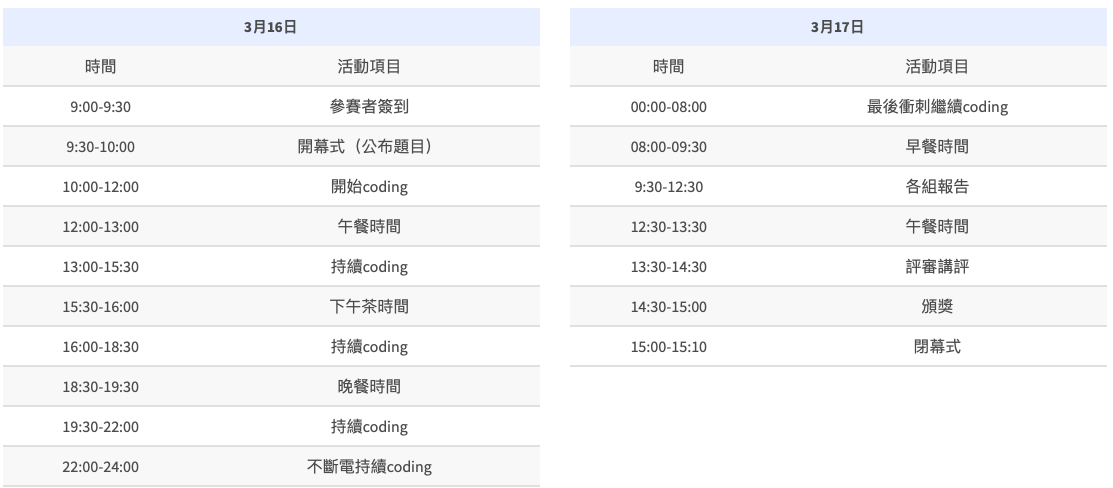 3月16日
時間 活動項目
9:00-9:30 參賽者簽到
9:30-10:00 開幕式（公布題目）
10:00-12:00 開始coding
12:00-13:00 午餐時間
13:00-15:30 持續coding
15:30-16:00 下午茶時間
16:00-18:30 持續coding
18:30-19:30 晚餐時間
19:30-22:00 持續coding
22:00-24:00 不斷電持續coding
3月17日
時間 活動項目
00:00-08:00 最後衝刺繼續coding
08:00-09:30 早餐時間
9:30-12:30 各組報告
12:30-13:30 午餐時間
13:30-14:30 評審講評
14:30-15:00 頒獎
15:00-15:10 閉幕式